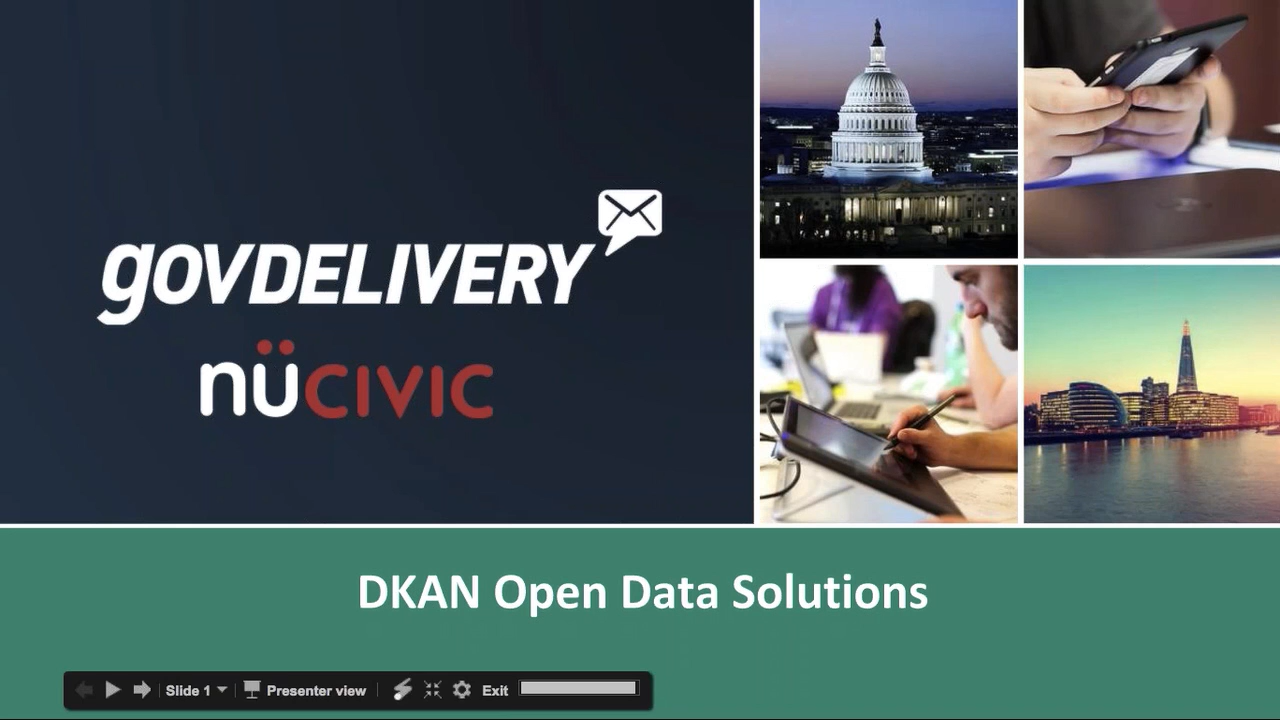 govDELIVERY
nüCIVIC
DKAN Open Data Solutions
Slide 1 Presenter view Exit